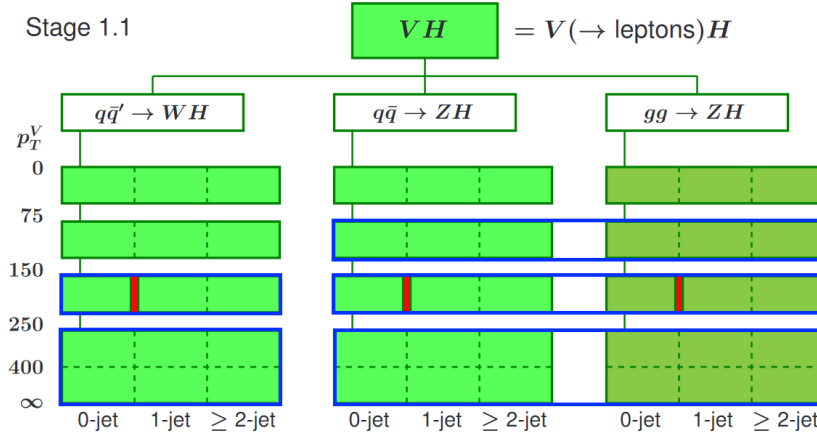 Stage 1.1
VH
= V(→ leptons)H
qq̄′ → WH
qq̄ → ZH
gg → ZH
p_T^V
0
75
150
250
400
∞
0-jet 1-jet ≥ 2-jet
0-jet 1-jet ≥ 2-jet
0-jet 1-jet ≥ 2-jet